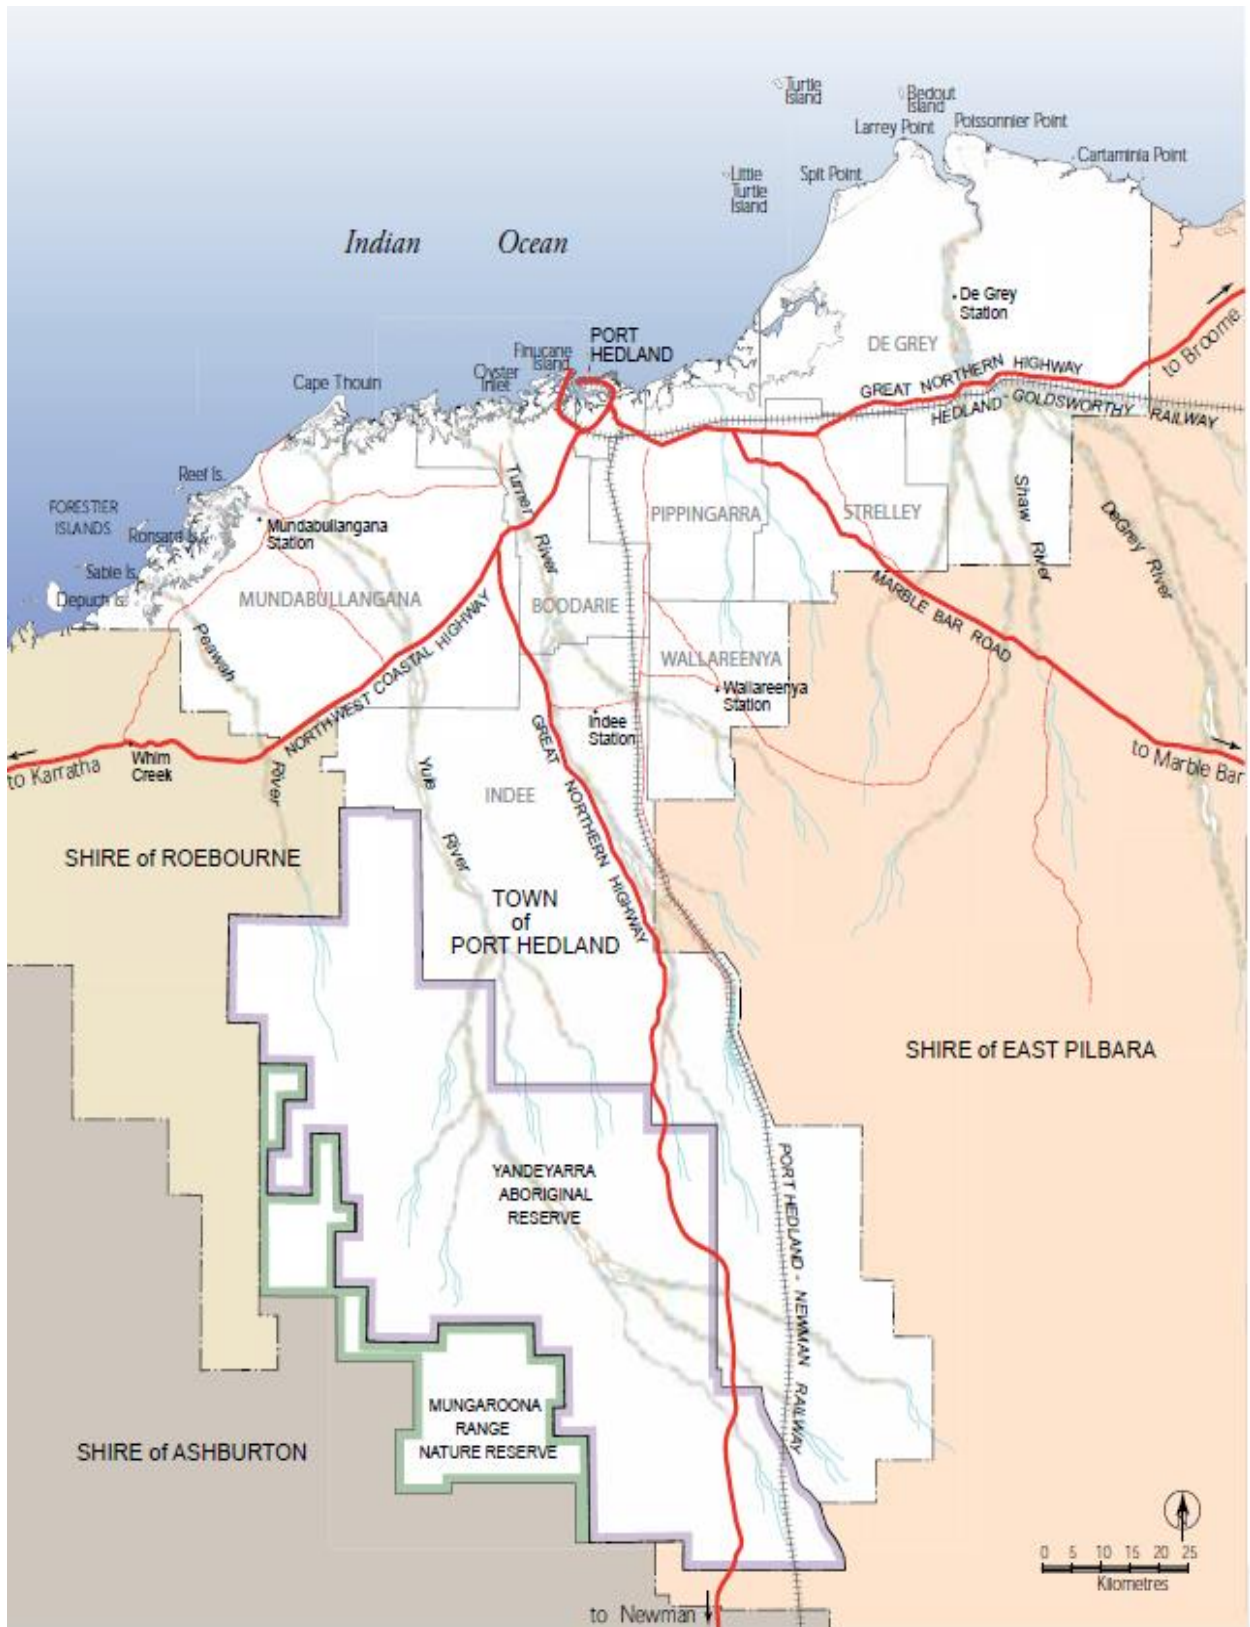 Turtle
Island
Bedout
Island
Larrey Point
Poissonnier Point
Cartaminia Point
Little
Turtle
Island
Spit Point
Indian Ocean
De Grey
Station
DE GREY
to Broome
PORT
HEDLAND
Finucane
Island
Oyster
Inlet
Cape Thouin
GREAT NORTHERN HIGHWAY
HEDLAND - GOLDSWORTHY RAILWAY
Reef Is.
FORESTIER
ISLANDS
Ronsard Is.
Mundabullangana
Station
Turner River
PIPPINGARRA
STRELLEY
Shaw River
DeGrey River
Sable Is.
Depuch Is.
MUNDABULLANGANA
BOODARIE
MARBLE BAR ROAD
Peawah River
NORTH WEST COASTAL HIGHWAY
WALLAREENYA
Wallareenya
Station
Indee
Station
GREAT NORTHERN HIGHWAY
to Karratha
Whim
Creek
to Marble Bar
Yule River
INDEE
SHIRE of ROEBOURNE
TOWN
of
PORT HEDLAND
SHIRE of EAST PILBARA
YANDEYARRA
ABORIGINAL
RESERVE
PORT HEDLAND - NEWMAN RAILWAY
MUNGAROONA
RANGE
NATURE RESERVE
SHIRE of ASHBURTON
0 5 10 15 20 25
Kilometres
to Newman